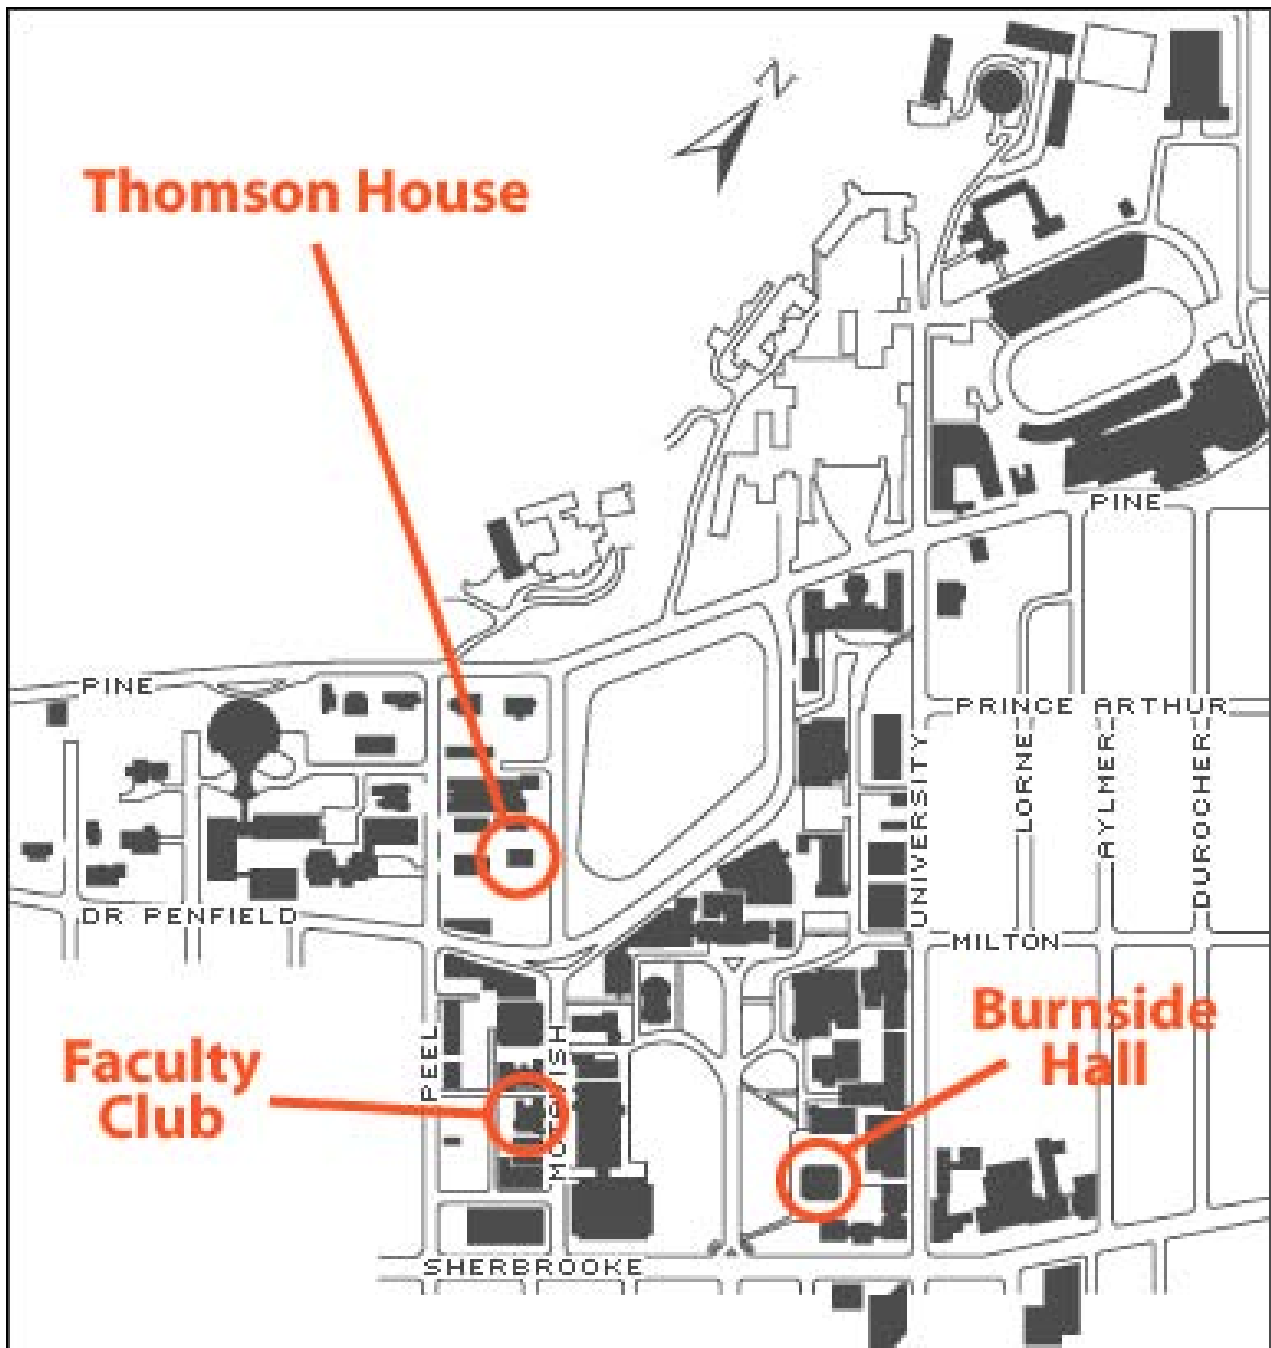 N
Thomson House
PINE
PINE
PRINCE ARTHUR
UNIVERSITY
LORNE
AYLMER
DUROCHER
DR PENFIELD
MILTON
Burnside
Hall
PEEL
Faculty
Club
SHERBROOKE